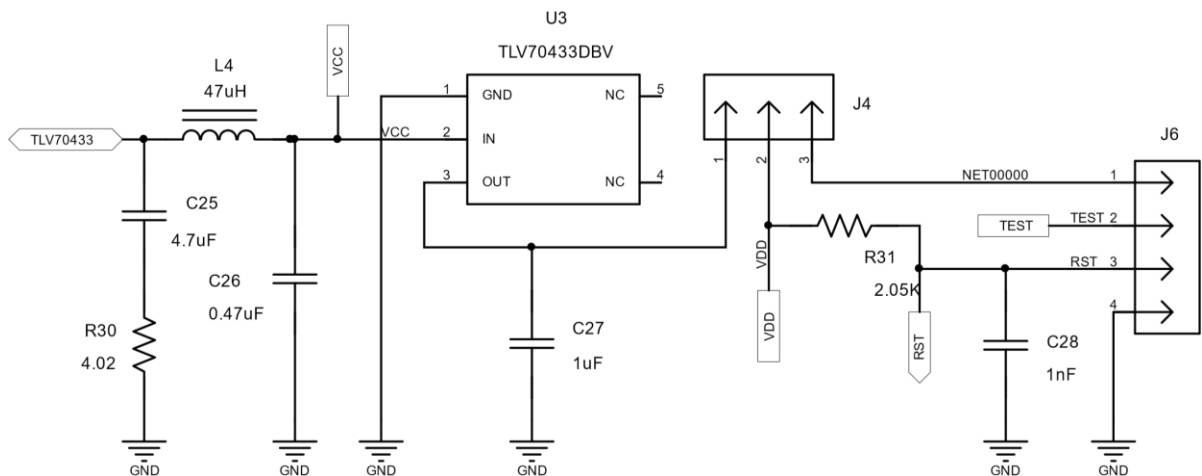 U3
TLV70433DBV
L4
47uH
VCC
1 GND NC 5
J4
TLV70433
VCC 2 IN
3 OUT NC 4
1 2 3
J6
NET00000 1
C25
4.7uF
TEST TEST 2
VDD
R31
2.05K
RST 3
C26
0.47uF
4
R30
4.02
C27
1uF
VDD
RST
C28
1nF
GND GND GND GND GND GND